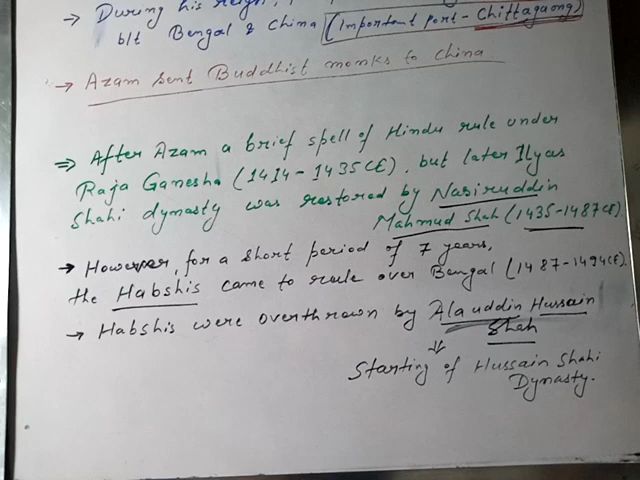 → During his reign,
b/t Bengal & China (Important port - Chittagaong)
→ Azam sent Buddhist monks to China
⇒ After Azam a brief spell of Hindu rule under
Raja Ganesha (1414 - 1435 CE), but later Ilyas
Shahi dynasty was restored by Nasiruddin
Mahmud Shah (1435-1487 CE)
→ However, for a short period of 7 years,
the Habshis came to rule over Bengal (1487-1494 CE).
→ Habshis were overthrown by Alauddin Hussain
Shah
⇓
Starting of Hussain Shahi
Dynasty.